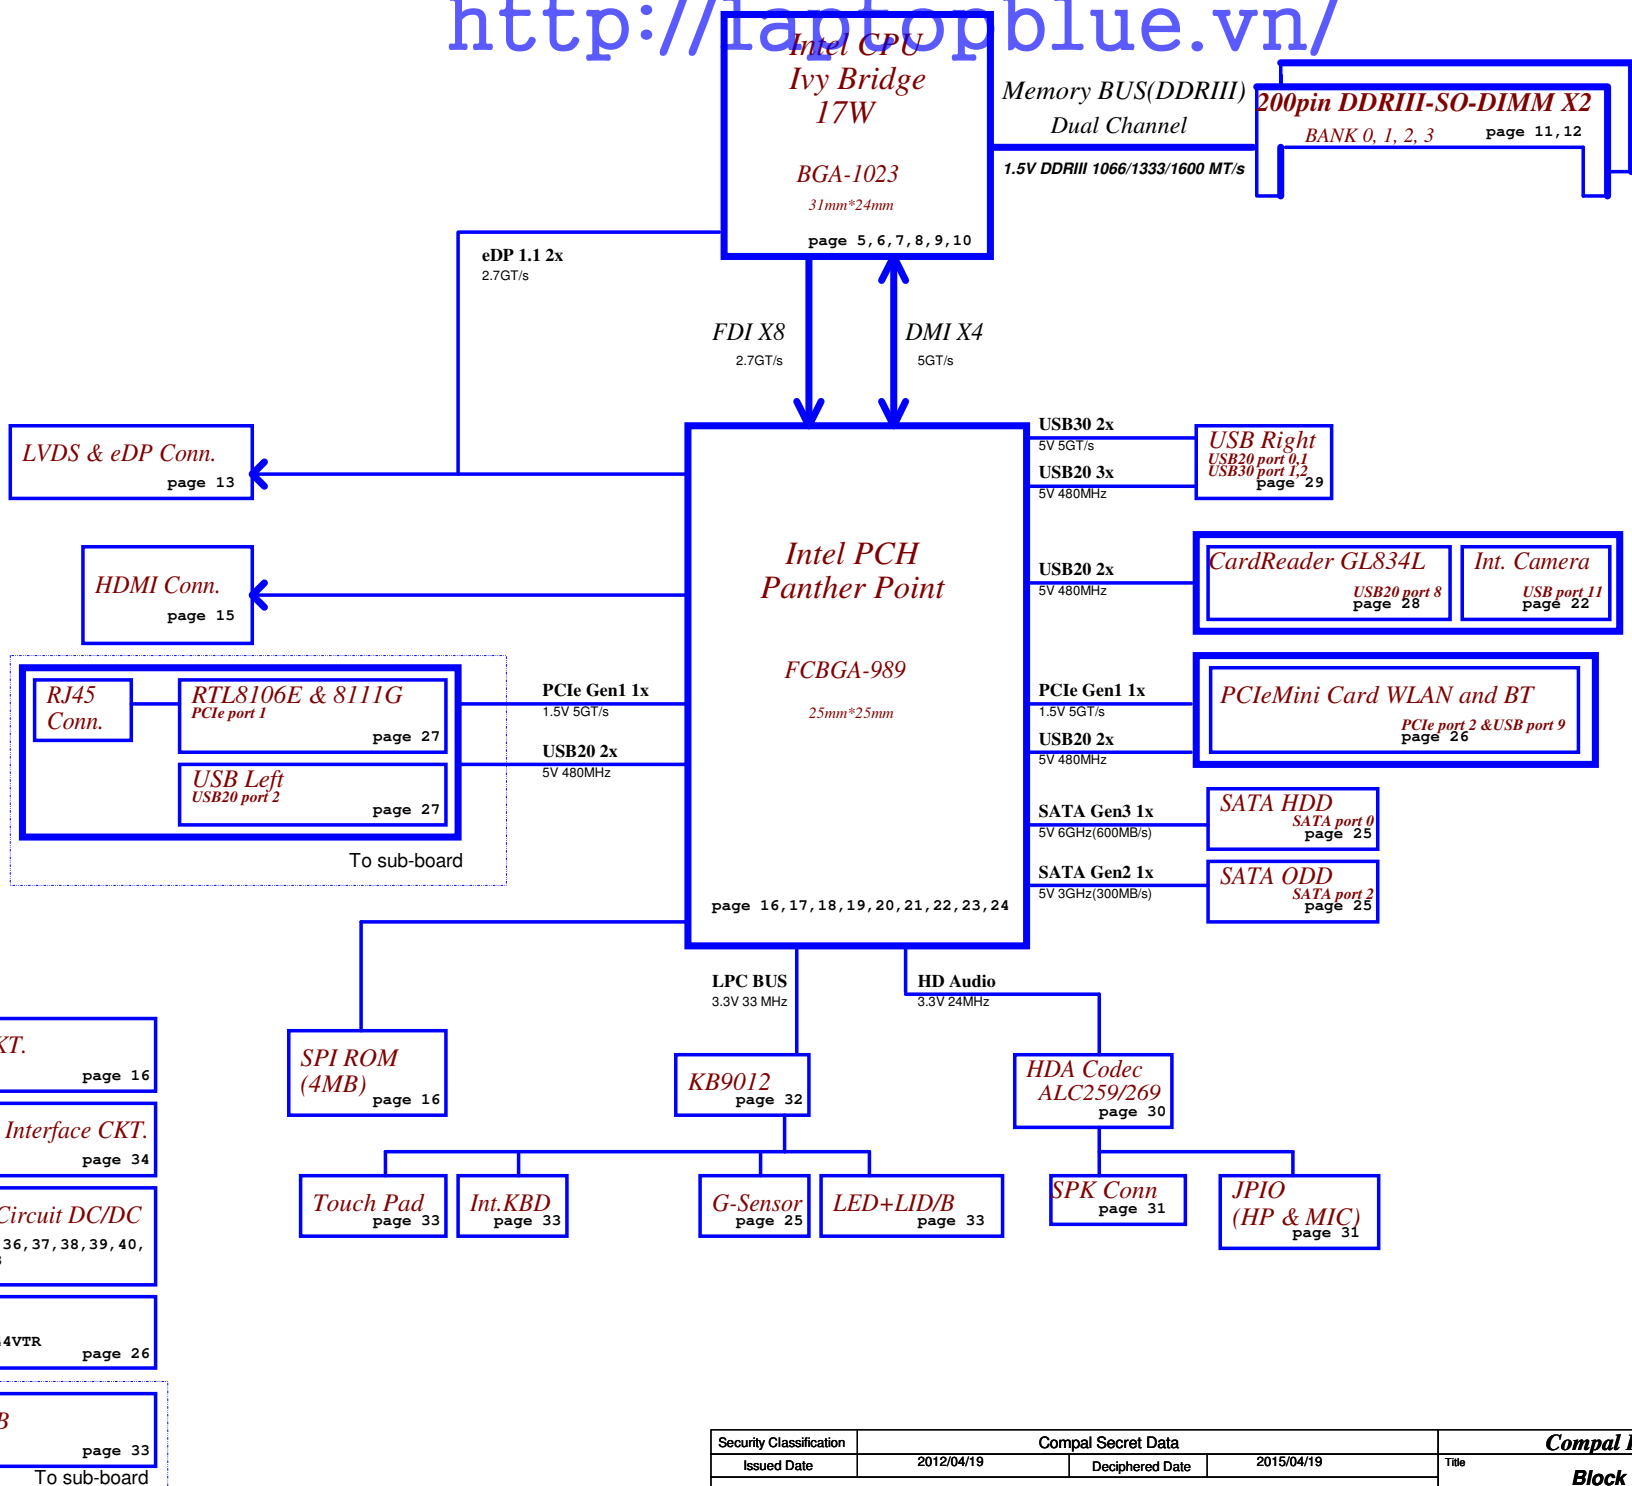 http://laptopblue.vn/
Intel CPU
Ivy Bridge
17W
BGA-1023
31mm*24mm
page 5,6,7,8,9,10
Memory BUS(DDRIII)
Dual Channel
1.5V DDRIII 1066/1333/1600 MT/s
200pin DDRIII-SO-DIMM X2
BANK 0, 1, 2, 3
page 11,12
eDP 1.1 2x
2.7GT/s
FDI X8
2.7GT/s
DMI X4
5GT/s
LVDS & eDP Conn.
page 13
HDMI Conn.
page 15
RJ45
Conn.
RTL8106E & 8111G
PCIe port 1
page 27
USB Left
USB20 port 2
page 27
To sub-board
PCIe Gen1 1x
1.5V 5GT/s
USB20 2x
5V 480MHz
Intel PCH
Panther Point
FCBGA-989
25mm*25mm
page 16,17,18,19,20,21,22,23,24
USB30 2x
5V 5GT/s
USB20 3x
5V 480MHz
USB Right
USB20 port 0,1
USB30 port 1,2
page 29
USB20 2x
5V 480MHz
CardReader GL834L
USB20 port 8
page 28
Int. Camera
USB port 11
page 22
PCIe Gen1 1x
1.5V 5GT/s
USB20 2x
5V 480MHz
PCIeMini Card WLAN and BT
PCIe port 2 &USB port 9
page 26
SATA Gen3 1x
5V 6GHz(600MB/s)
SATA HDD
SATA port 0
page 25
SATA Gen2 1x
5V 3GHz(300MB/s)
SATA ODD
SATA port 2
page 25
LPC BUS
3.3V 33 MHz
HD Audio
3.3V 24MHz
SPI ROM
(4MB)
page 16
KB9012
page 32
HDA Codec
ALC259/269
page 30
Touch Pad
page 33
Int.KBD
page 33
G-Sensor
page 25
LED+LID/B
page 33
SPK Conn
page 31
JPIO
(HP & MIC)
page 31
KT.
page 16
Interface CKT.
page 34
Circuit DC/DC
36,37,38,39,40,
4VTR
page 26
B
page 33
To sub-board
Security Classification
Compal Secret Data
Issued Date
2012/04/19
Deciphered Date
2015/04/19
Compal
Title
Block